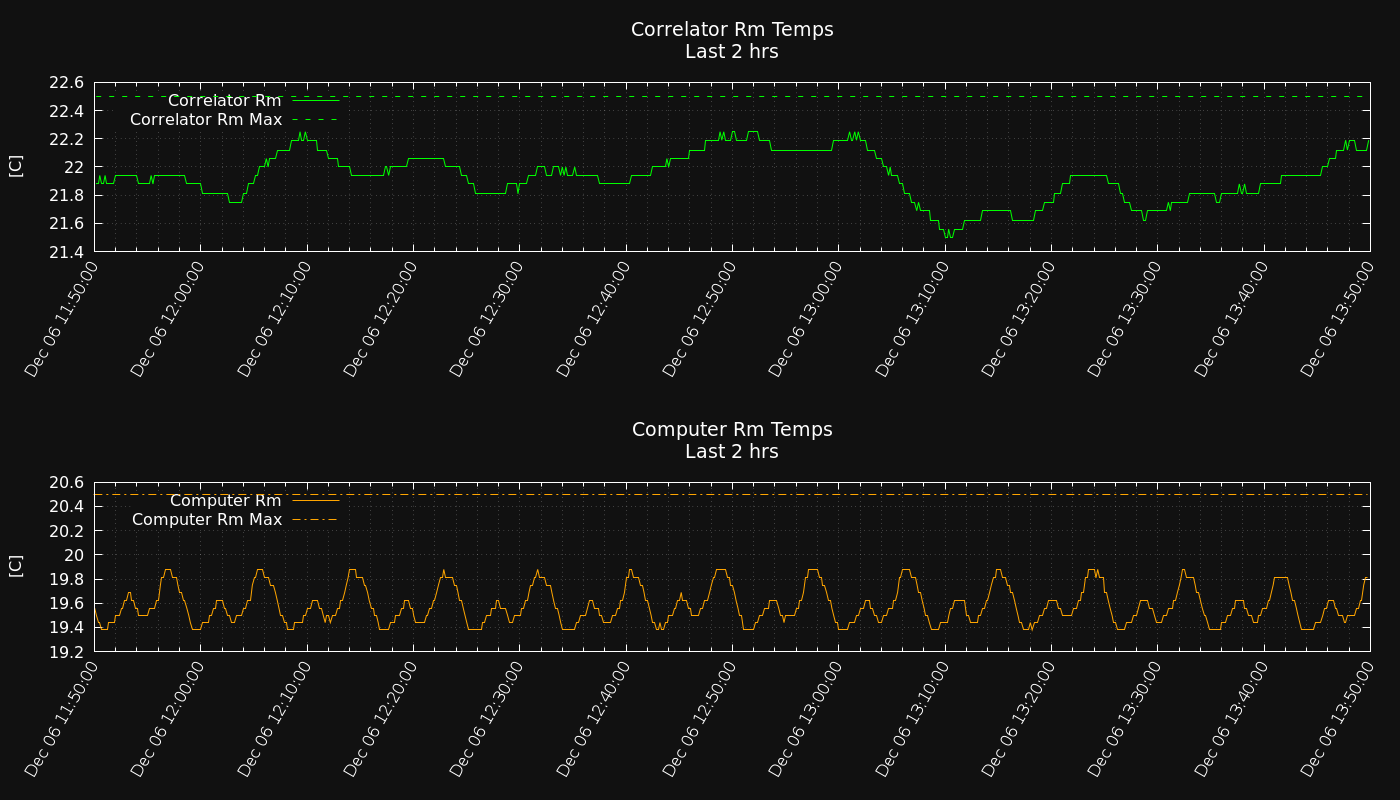 Correlator Rm Temps
Last 2 hrs
[C]
22.6
22.4
22.2
22
21.8
21.6
21.4
Correlator Rm
Correlator Rm Max
Dec 06 11:50:00
Dec 06 12:00:00
Dec 06 12:10:00
Dec 06 12:20:00
Dec 06 12:30:00
Dec 06 12:40:00
Dec 06 12:50:00
Dec 06 13:00:00
Dec 06 13:10:00
Dec 06 13:20:00
Dec 06 13:30:00
Dec 06 13:40:00
Dec 06 13:50:00
Computer Rm Temps
Last 2 hrs
[C]
20.6
20.4
20.2
20
19.8
19.6
19.4
19.2
Computer Rm
Computer Rm Max
Dec 06 11:50:00
Dec 06 12:00:00
Dec 06 12:10:00
Dec 06 12:20:00
Dec 06 12:30:00
Dec 06 12:40:00
Dec 06 12:50:00
Dec 06 13:00:00
Dec 06 13:10:00
Dec 06 13:20:00
Dec 06 13:30:00
Dec 06 13:40:00
Dec 06 13:50:00